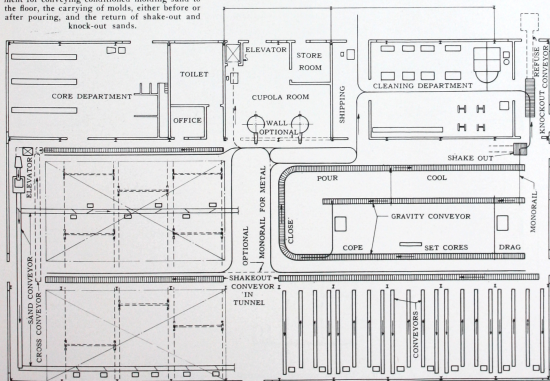 ment for conveying conditioned molding sand to
the floor, the carrying of molds, either before or
after pouring, and the return of shake-out and
knock-out sands.
ELEVATOR
STORE
ROOM
TOILET
CORE DEPARTMENT
OFFICE
CUPOLA ROOM
WALL
OPTIONAL
SHIPPING
CLEANING DEPARTMENT
REFUSE
KNOCKOUT CONVEYOR
SHAKE OUT
ELEVATOR
POUR
COOL
MONORAIL
OPTIONAL
MONORAIL FOR METAL
CLOSE
GRAVITY CONVEYOR
COPE
SET CORES
DRAG
SAND CONVEYOR
CROSS CONVEYOR
SHAKEOUT
CONVEYOR
IN
TUNNEL
CONVEYORS